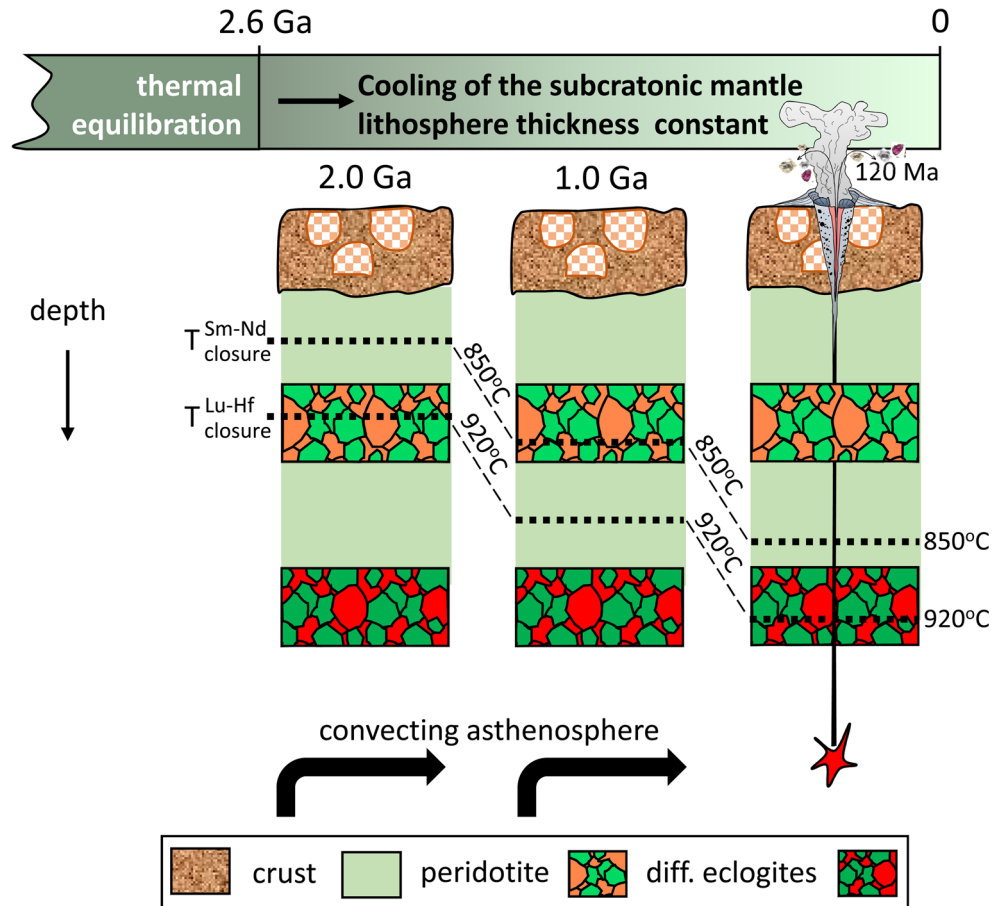 2.6 Ga
0
thermal
equilibration
Cooling of the subcratonic mantle
lithosphere thickness constant
2.0 Ga
1.0 Ga
120 Ma
depth
T Sm-Nd closure
T Lu-Hf closure
850°C
920°C
850°C
920°C
850°C
920°C
convecting asthenosphere
crust
peridotite
diff. eclogites